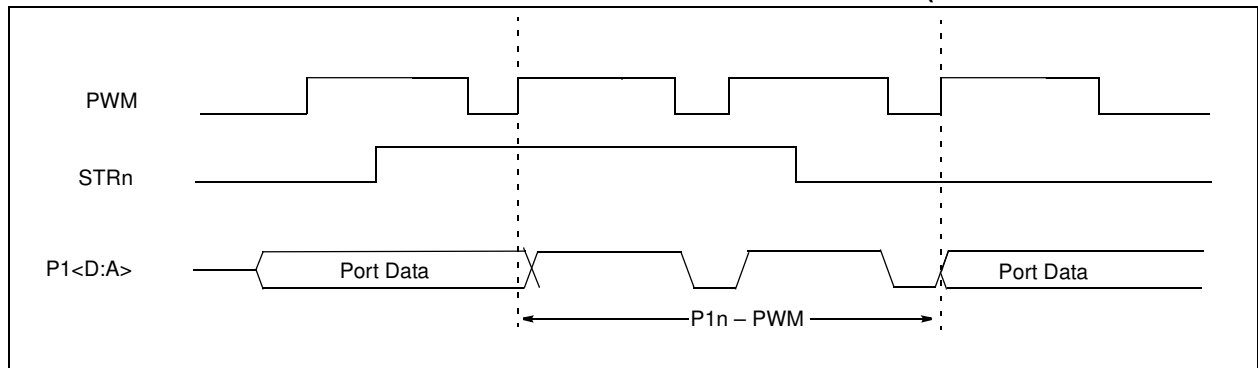 PWM
STRn
P1<D:A>
Port Data
Port Data
P1n – PWM